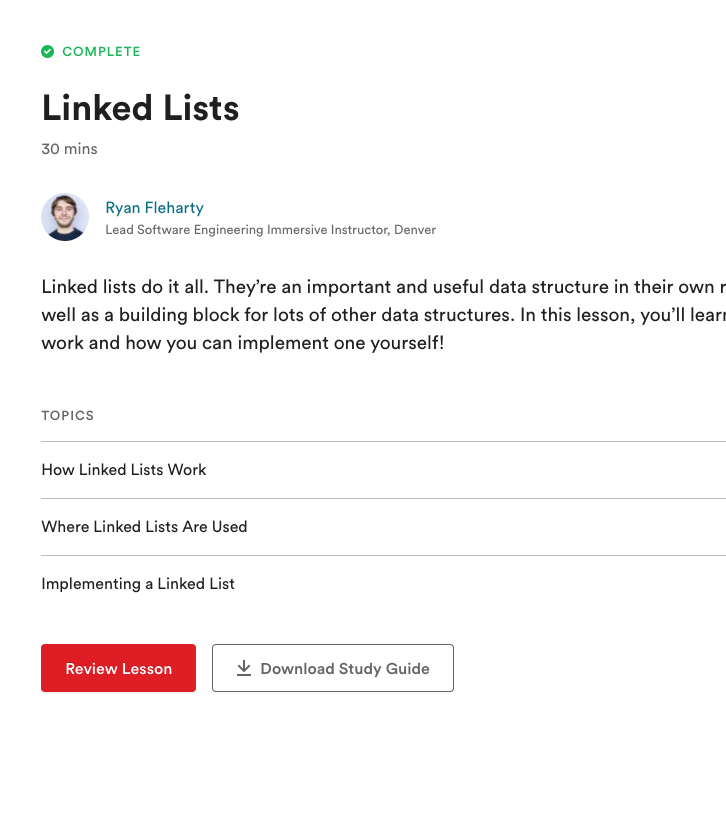 COMPLETE
Linked Lists
30 mins
Ryan Fleharty
Lead Software Engineering Immersive Instructor, Denver
Linked lists do it all. They’re an important and useful data structure in their own
well as a building block for lots of other data structures. In this lesson, you’ll
work and how you can implement one yourself!
TOPICS
How Linked Lists Work
Where Linked Lists Are Used
Implementing a Linked List
Review Lesson
Download Study Guide